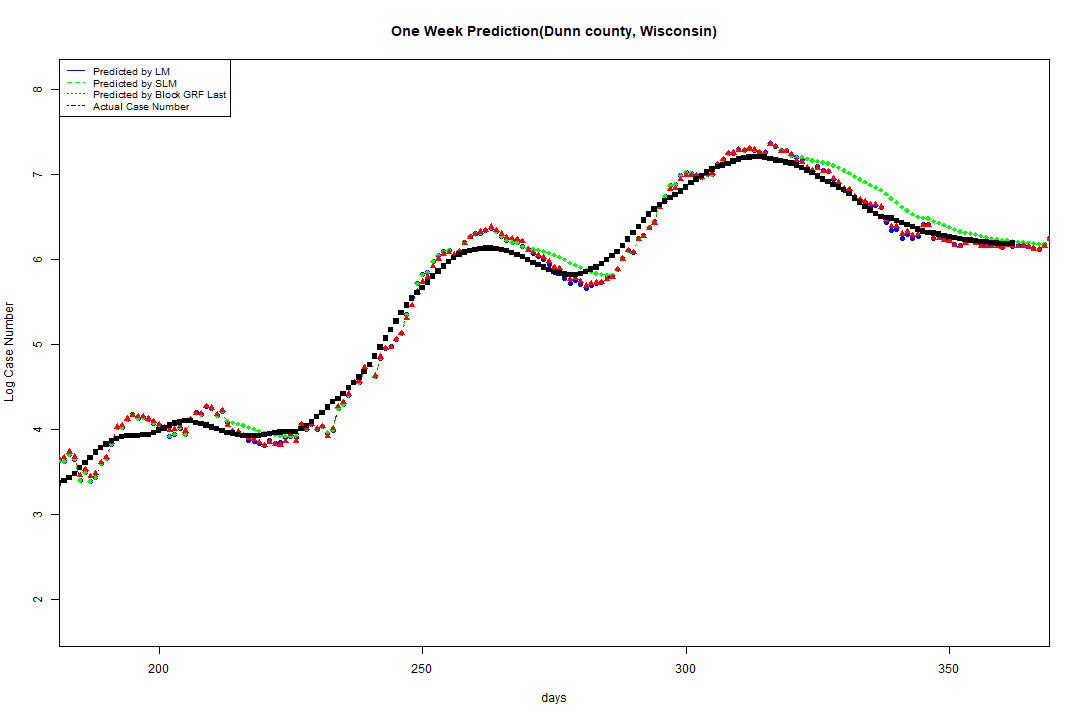 One Week Prediction(Dunn county, Wisconsin)
Predicted by LM
Predicted by SLM
Predicted by Block GRF Last
Actual Case Number
8
7
6
5
4
3
2
Log Case Number
200 250 300 350
days